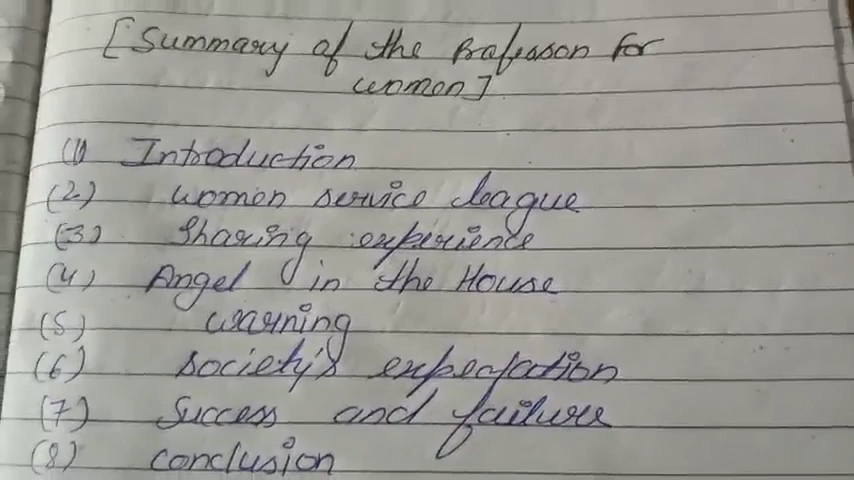 [Summary of the Profession for
women]
(1) Introduction
(2) women service league
(3) Sharing experience
(4) Angel in the House
(5) warning
(6) society's expectation
(7) Success and failure
(8) conclusion